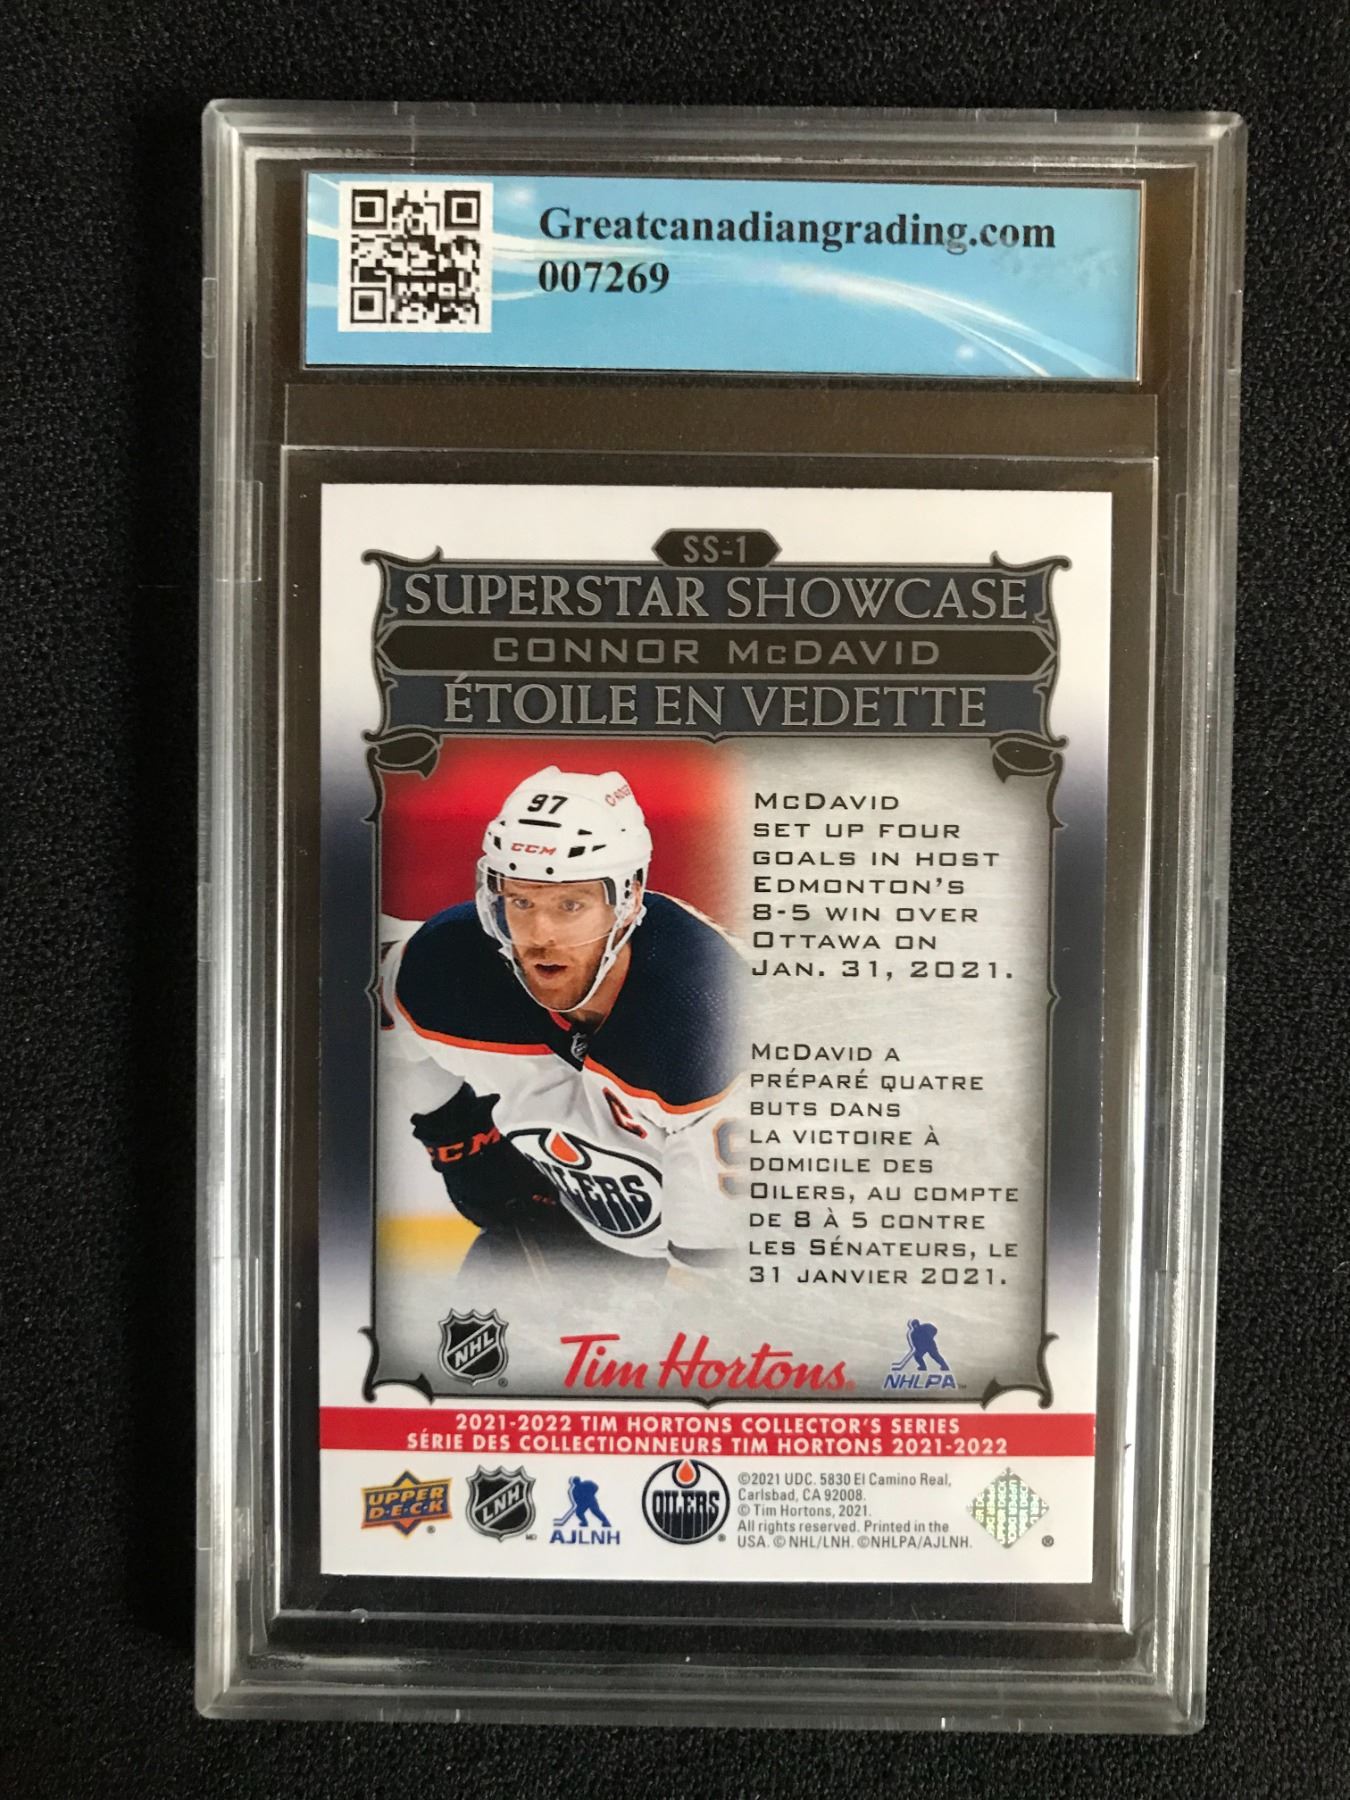 Greatcanadiangrading.com
007269
SS-1
SUPERSTAR SHOWCASE
CONNOR McDAVID
ÉTOILE EN VEDETTE
97
CCM
McDAVID
SET UP FOUR
GOALS IN HOST
EDMONTON'S
8-5 WIN OVER
OTTAWA ON
JAN. 31, 2021.
McDAVID A
PRÉPARÉ QUATRE
BUTS DANS
LA VICTOIRE À
DOMICILE DES
OILERS, AU COMPTE
DE 8 À 5 CONTRE
LES SÉNATEURS, LE
31 JANVIER 2021.
C
CCM
OILERS
NHL ®
Tim Hortons®
NHLPA™
2021-2022 TIM HORTONS COLLECTOR'S SERIES
SÉRIE DES COLLECTIONNEURS TIM HORTONS 2021-2022
UPPER
D·E·C·K ®
LNH MD
AJLNH
OILERS ®
©2021 UDC. 5830 El Camino Real,
Carlsbad, CA 92008.
© Tim Hortons, 2021.
All rights reserved. Printed in the
USA. © NHL/LNH. ©NHLPA/AJLNH.
UPPER DECK
®